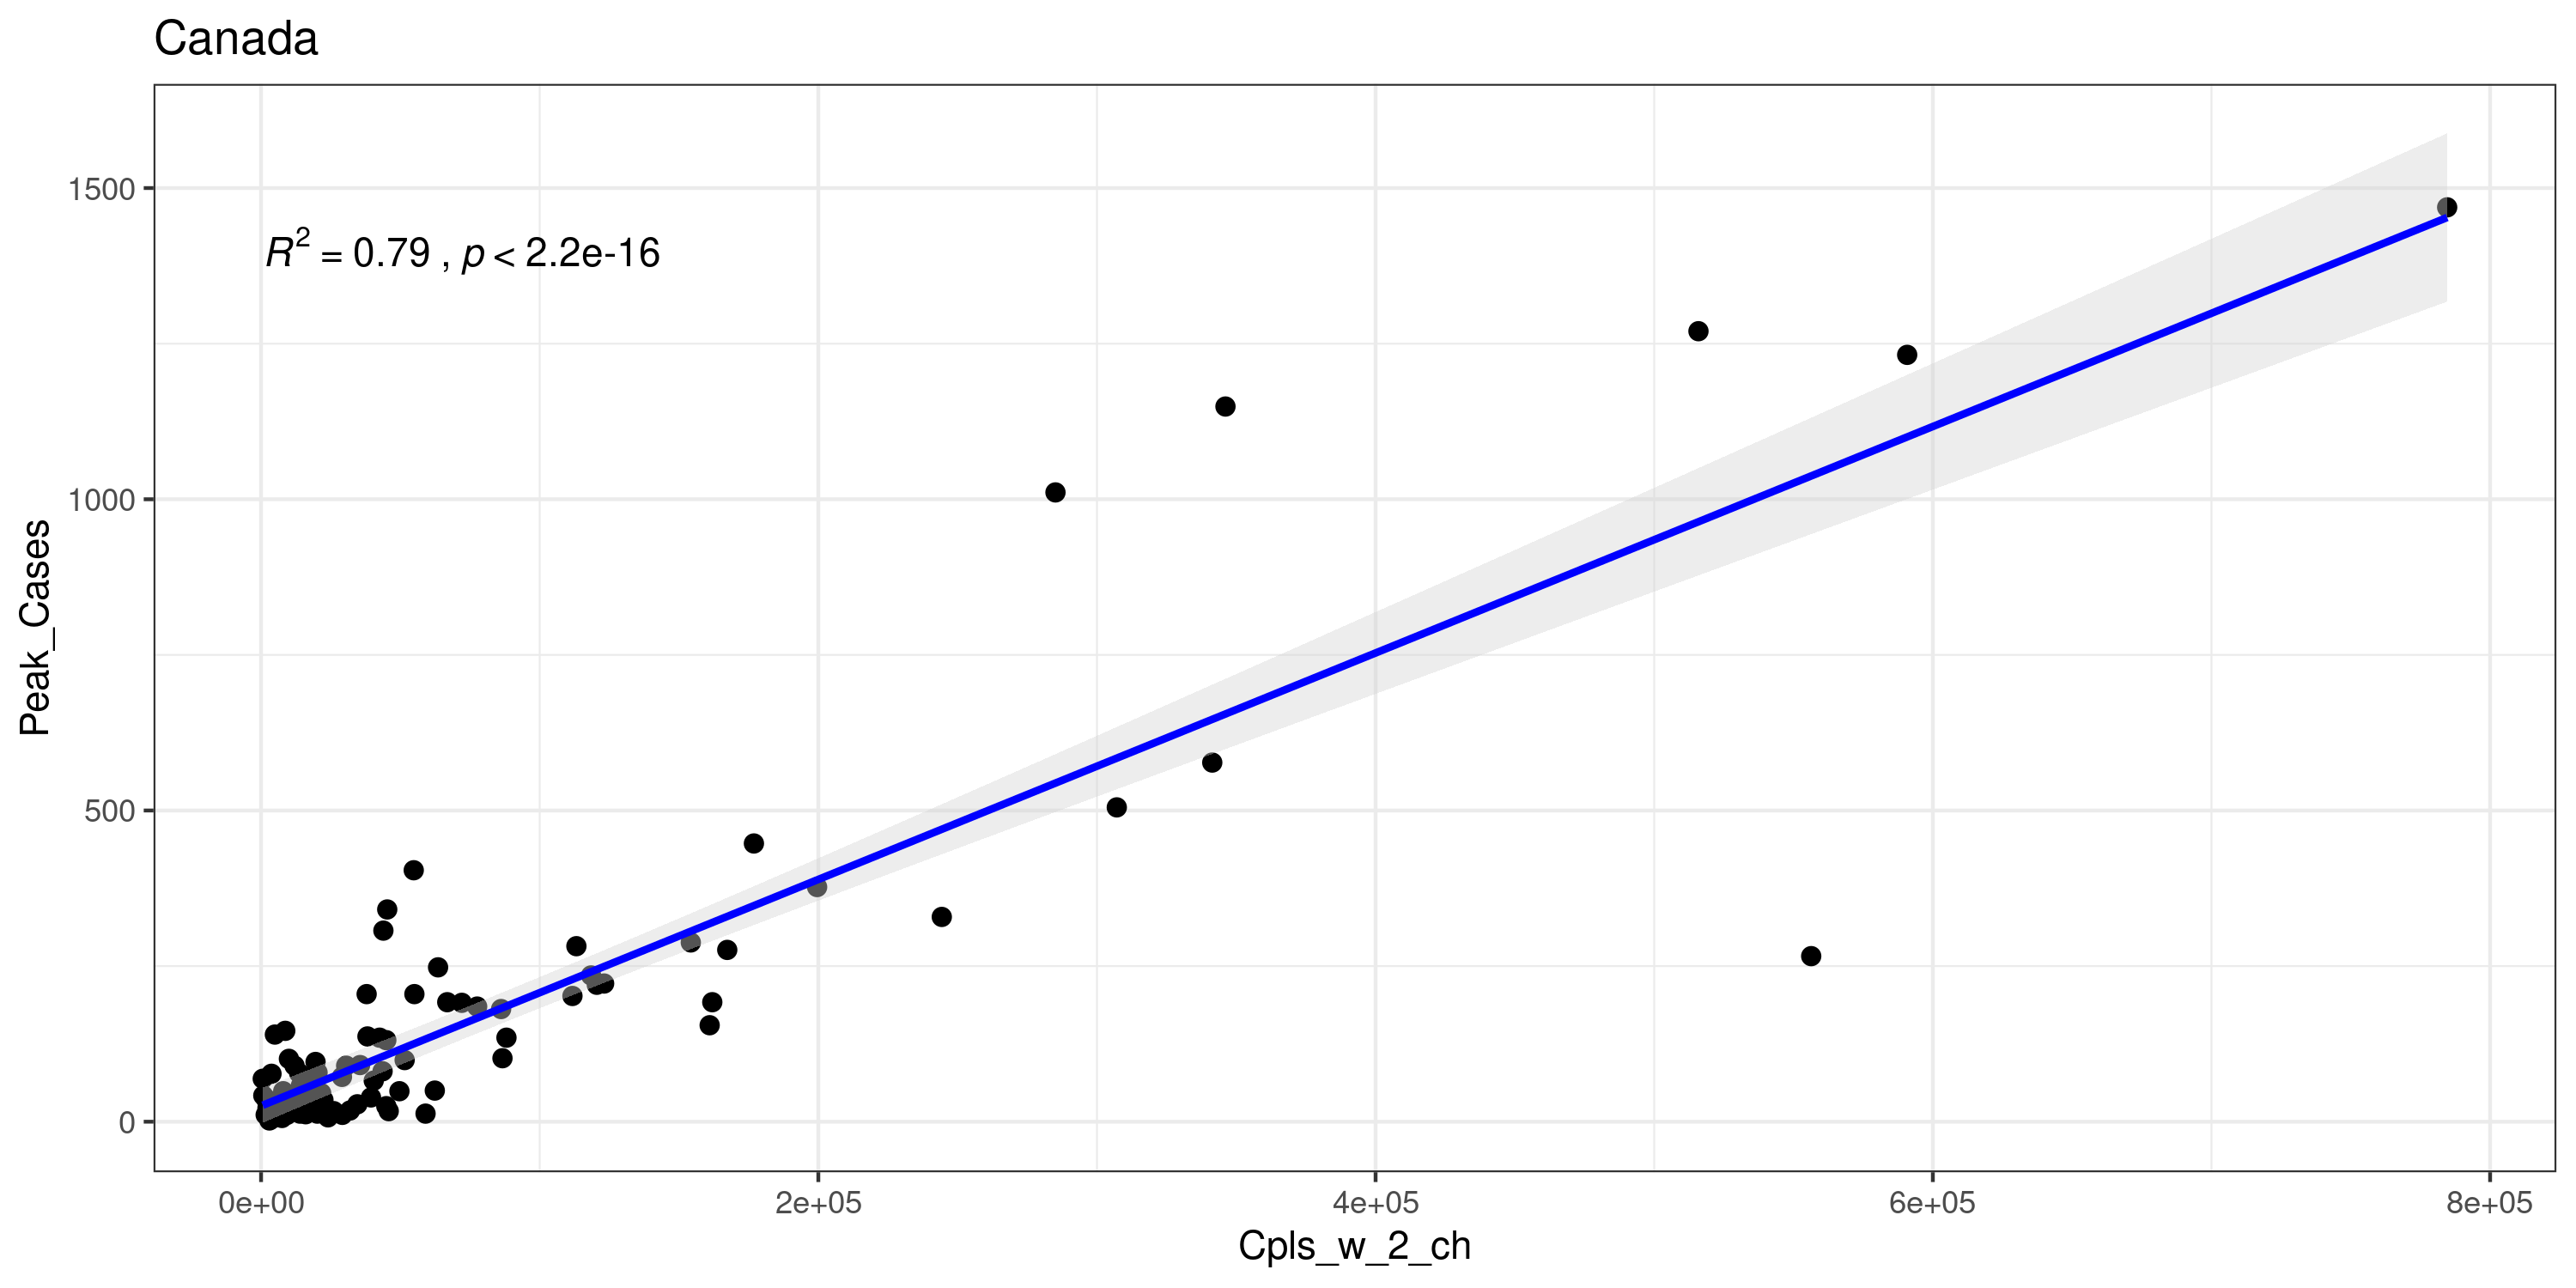 Canada
R² = 0.79 , p < 2.2e-16
Peak_Cases
1500
1000
500
0
0e+00 2e+05 4e+05 6e+05 8e+05
Cpls_w_2_ch